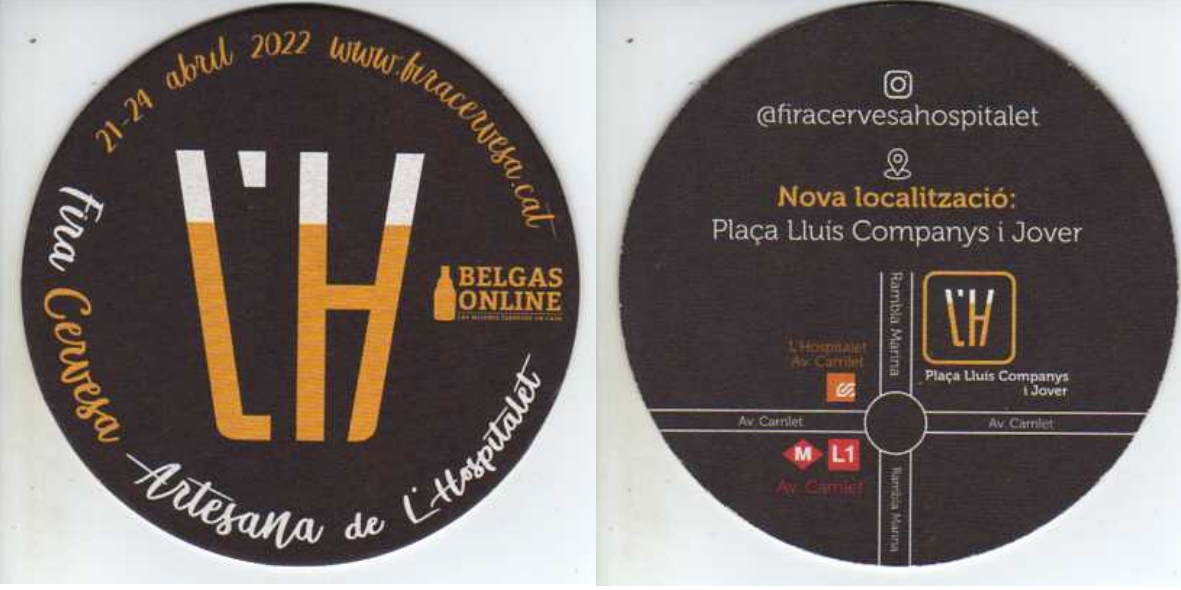 21-24 abril 2022 www.firacervesa.cat
L'H
BELGAS
ONLINE
Fira Cervesa Artesana de L'Hospitalet
@firacervesahospitalet
Nova localització:
Plaça Lluís Companys i Jover
Rambla Marina
L'H
L'Hospitalet
Av. Carrilet
Plaça Lluís Companys
i Jover
Av. Carrilet
Av. Carrilet
M L1
Av. Carrilet
Rambla Marina